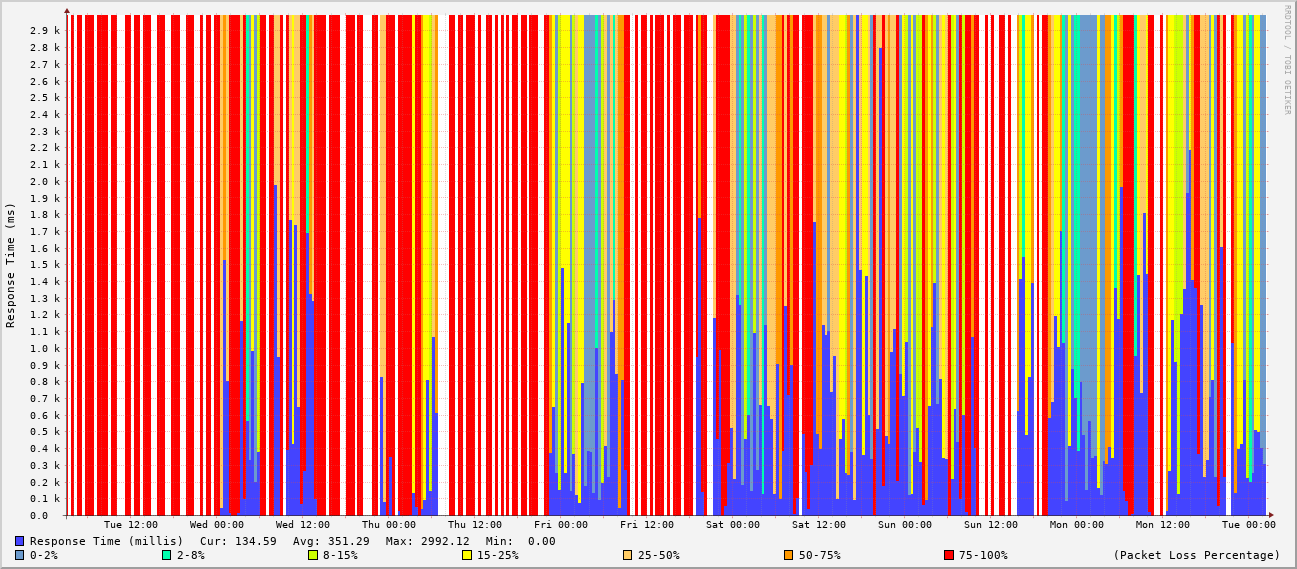 RRDTOOL / TOBI OETIKER
Response Time (ms)
2.9 k
2.8 k
2.7 k
2.6 k
2.5 k
2.4 k
2.3 k
2.2 k
2.1 k
2.0 k
1.9 k
1.8 k
1.7 k
1.6 k
1.5 k
1.4 k
1.3 k
1.2 k
1.1 k
1.0 k
0.9 k
0.8 k
0.7 k
0.6 k
0.5 k
0.4 k
0.3 k
0.2 k
0.1 k
0.0
Tue 12:00 Wed 00:00 Wed 12:00 Thu 00:00 Thu 12:00 Fri 00:00 Fri 12:00 Sat 00:00 Sat 12:00 Sun 00:00 Sun 12:00 Mon 00:00 Mon 12:00 Tue 00:00
Response Time (millis) Cur: 134.59 Avg: 351.29 Max: 2992.12 Min: 0.00
0-2% 2-8% 8-15% 15-25% 25-50% 50-75% 75-100% (Packet Loss Percentage)